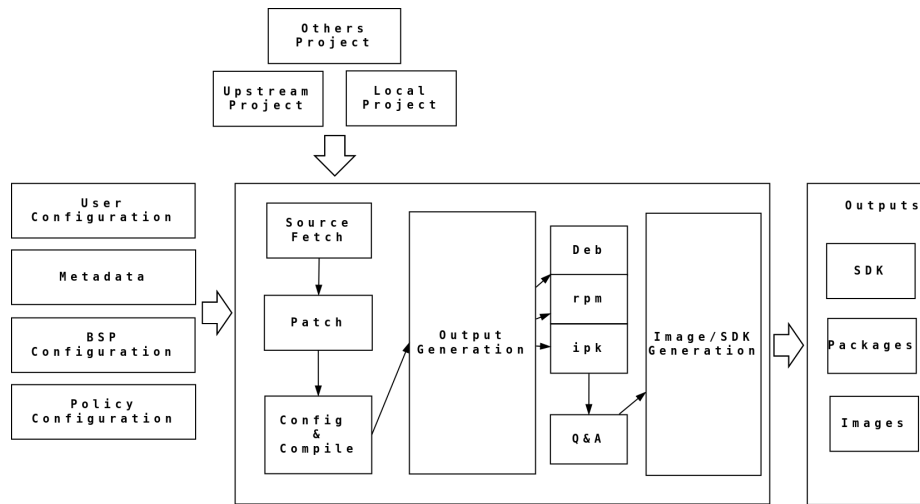 Others
Project
Upstream
Project
Local
Project
User
Configuration
Metadata
BSP
Configuration
Policy
Configuration
Source
Fetch
Patch
Config
&
Compile
Output
Generation
Deb
rpm
ipk
Q&A
Image/SDK
Generation
Outputs
SDK
Packages
Images